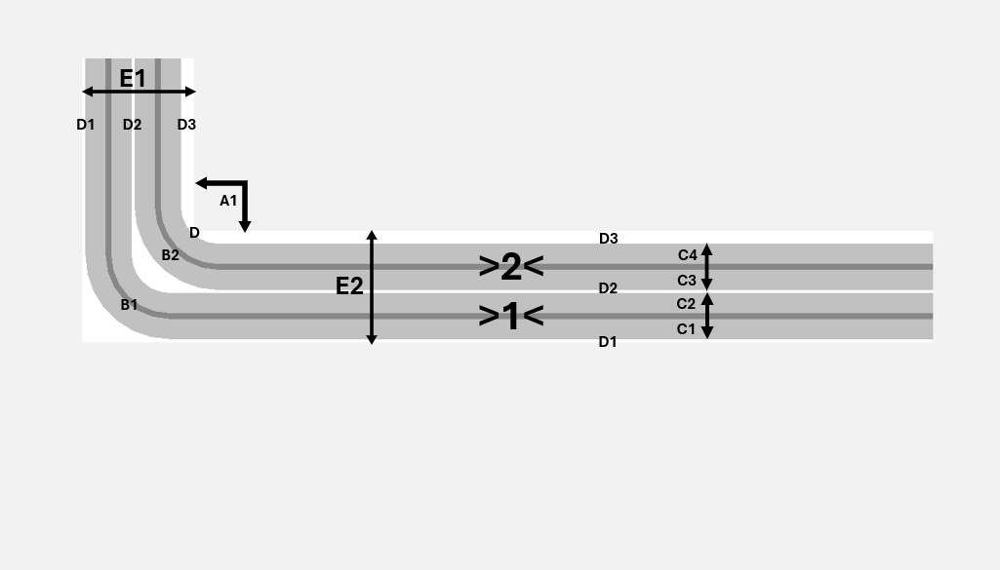 E1
D1 D2 D3
A1
D
D3
B2
>2<
C4
E2
C3
D2
B1
>1<
C2
C1
D1